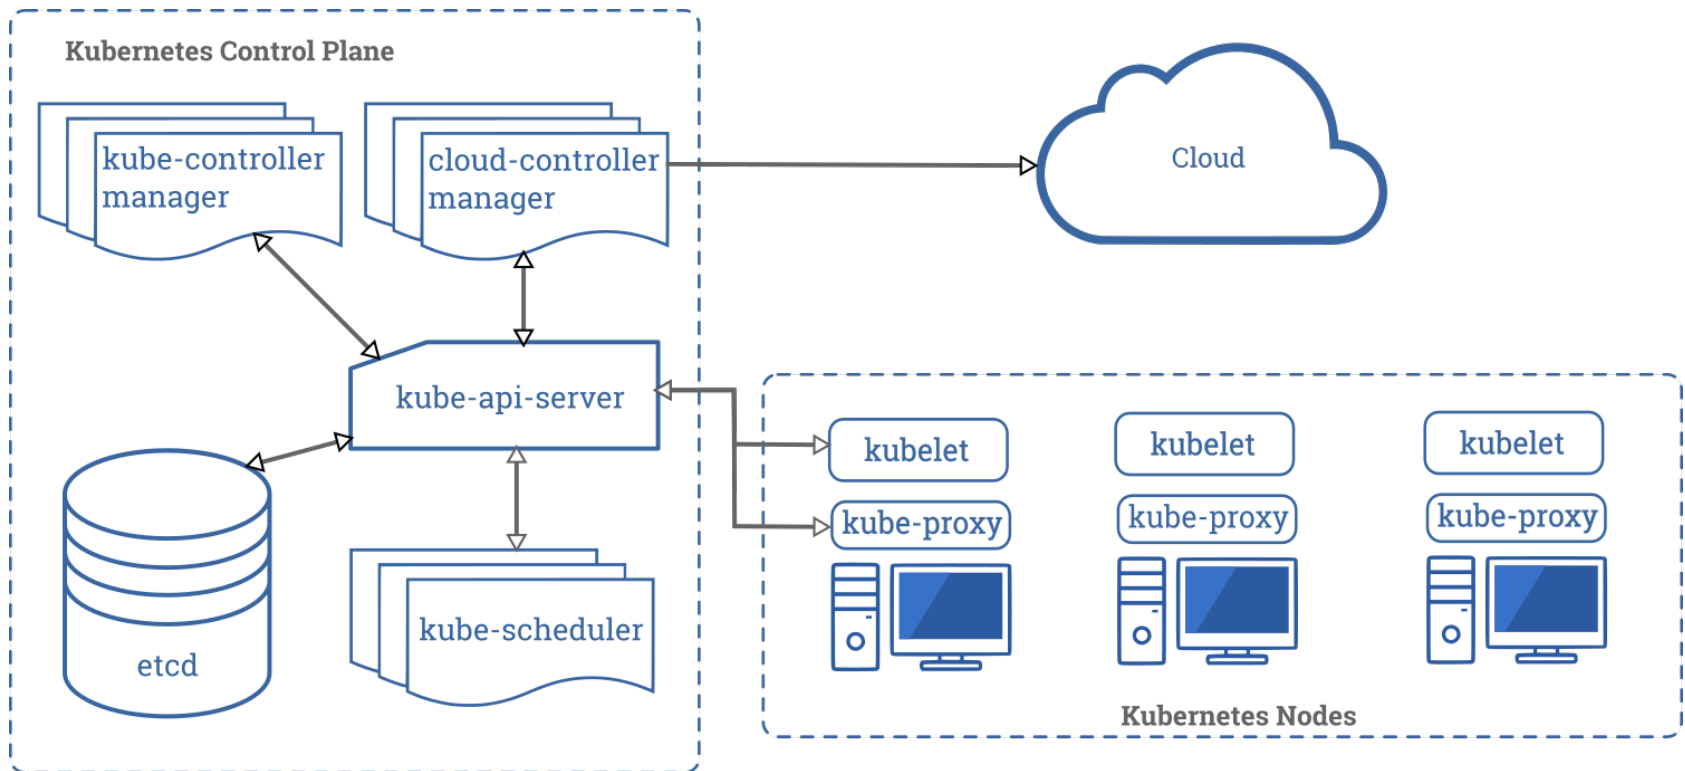 Kubernetes Control Plane
kube-controller
manager
cloud-controller
manager
Cloud
kube-api-server
etcd
kube-scheduler
kubelet
kubelet
kubelet
kube-proxy
kube-proxy
kube-proxy
Kubernetes Nodes